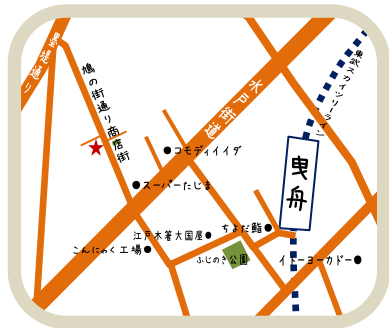 墨堤通り
鳩の街通り商店街
水戸街道
東武スカイツリーライン
コモディイイダ
曳舟
スーパーたじま
江戸木箸大国屋
ちよだ鮨
こんにゃく工場
ふじのき公園
イトーヨーカドー